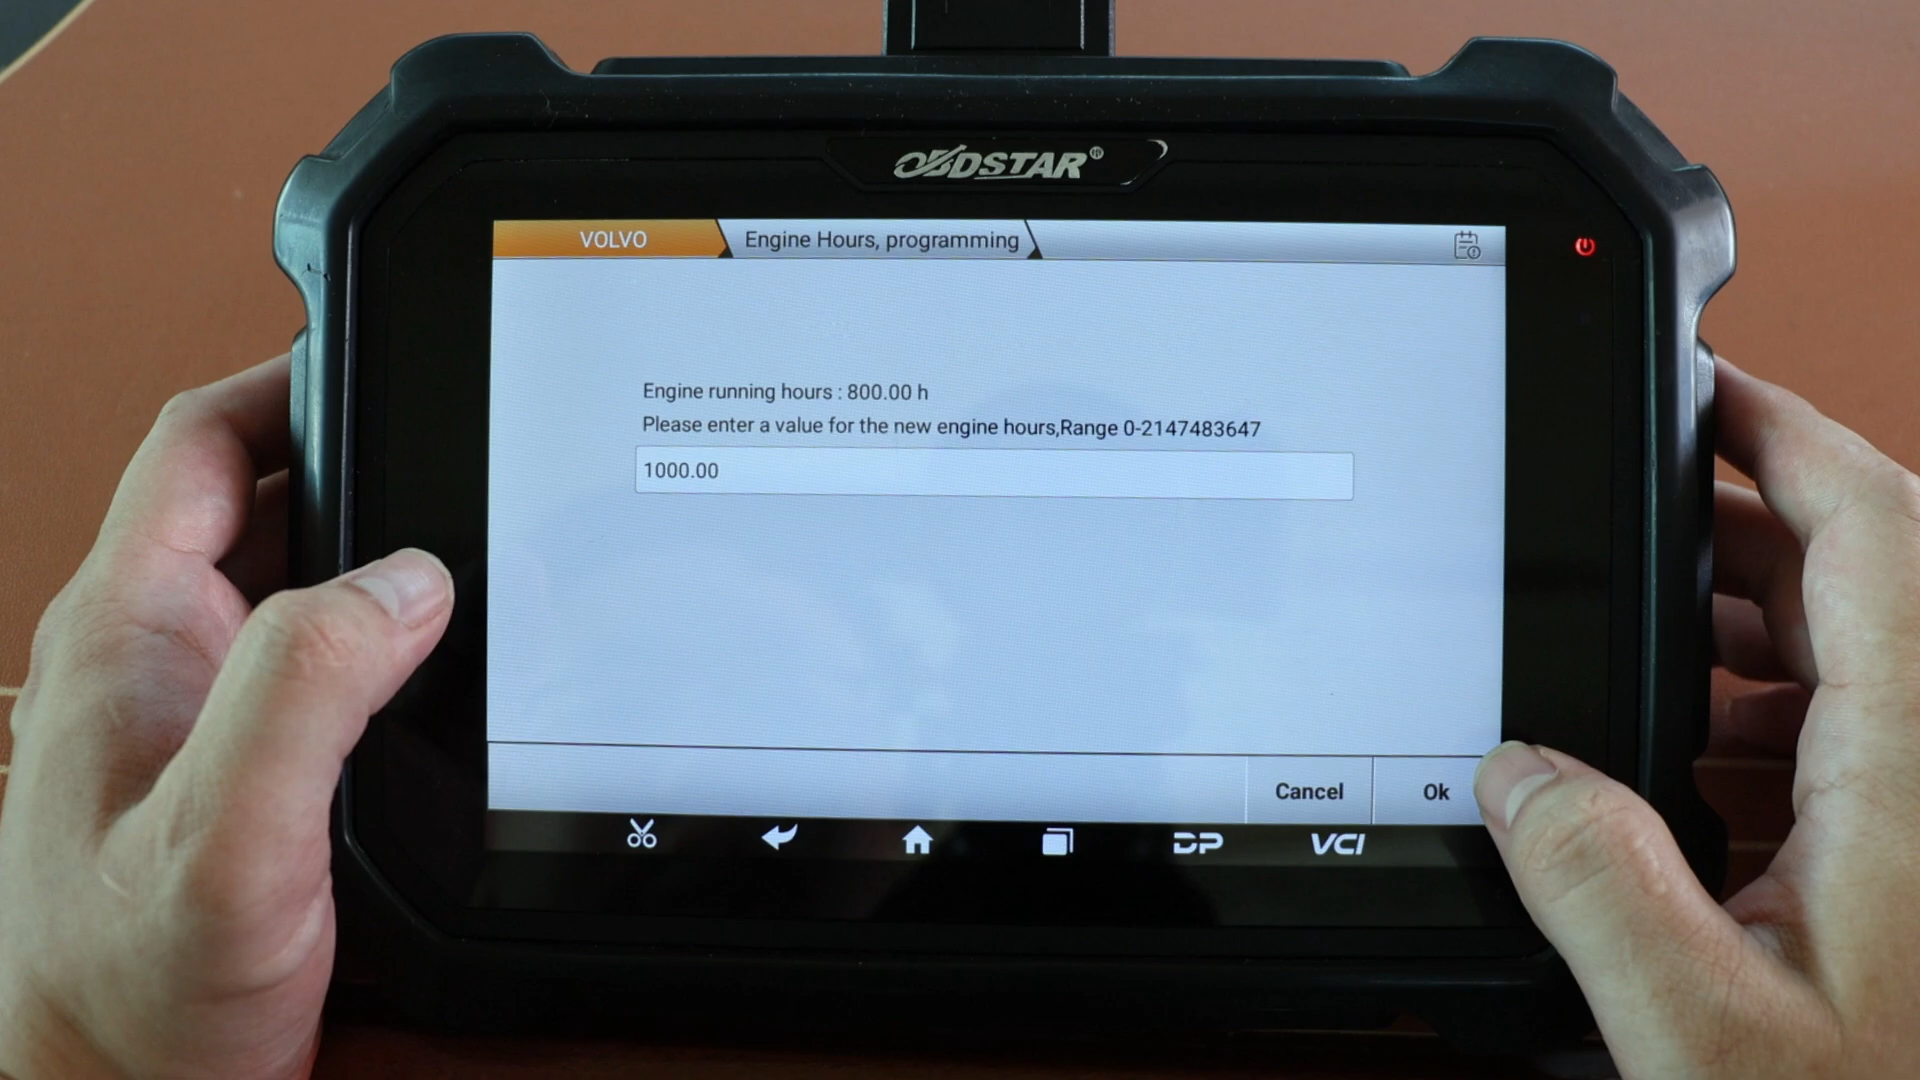 OBDSTAR®
VOLVO
Engine Hours, programming
Engine running hours : 800.00 h
Please enter a value for the new engine hours,Range 0-2147483647
1000.00
Cancel
Ok
DP
VCI